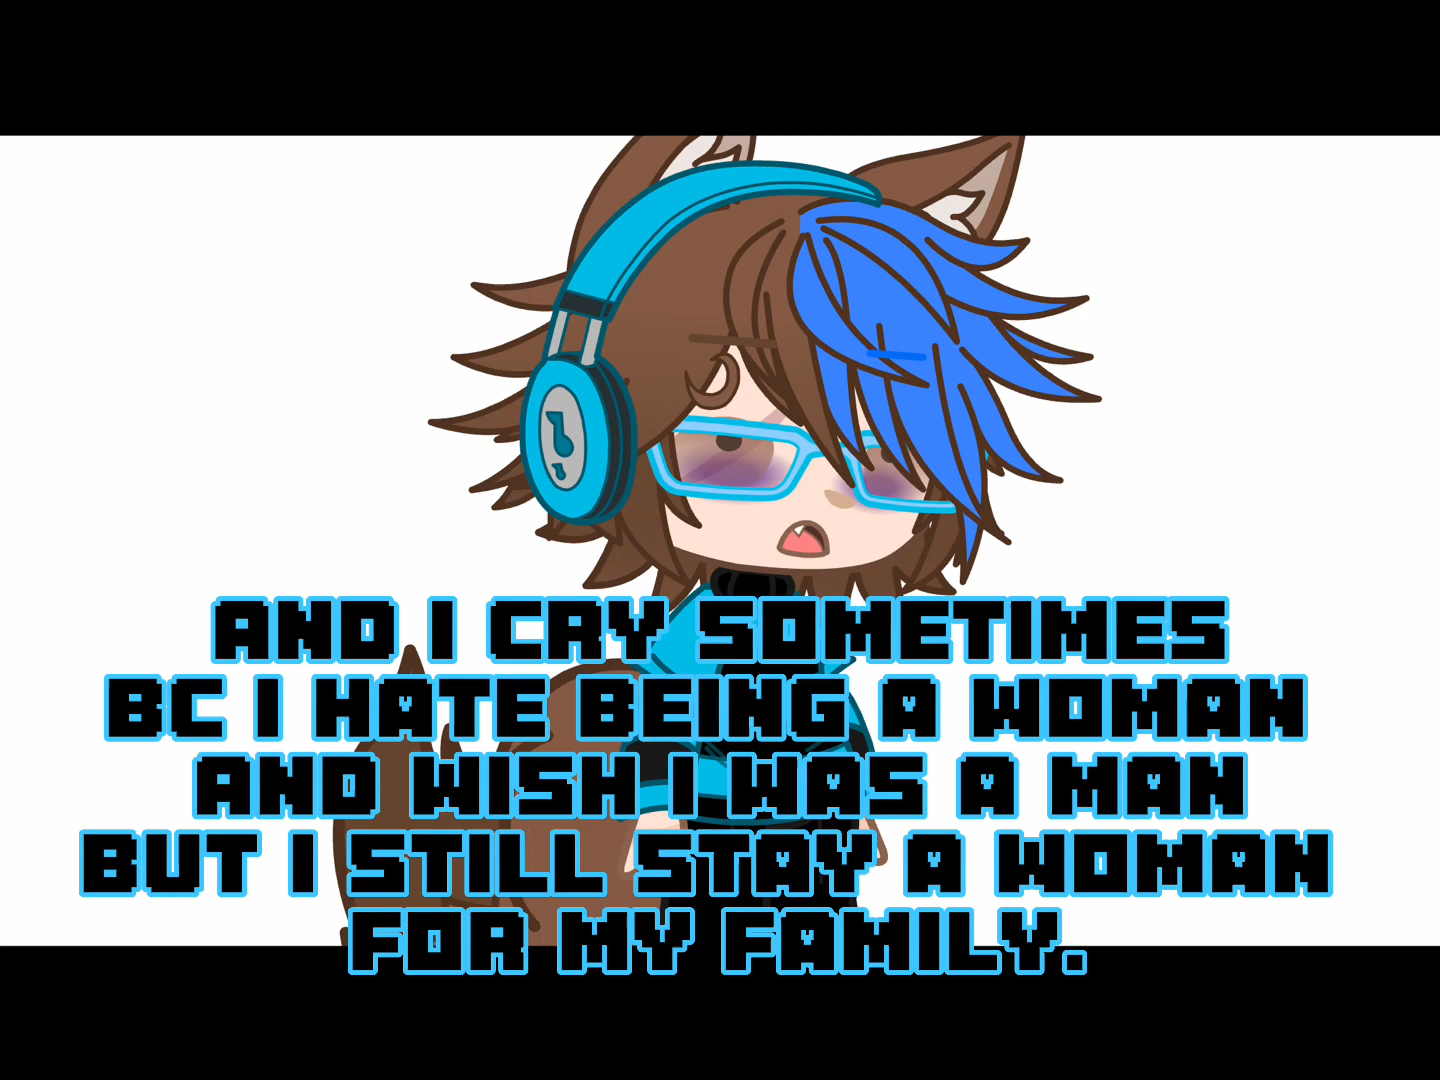 AND I CRY SOMETIMES
BC I HATE BEING A WOMAN
AND WISH I WAS A MAN
BUT I STILL STAY A WOMAN
FOR MY FAMILY.